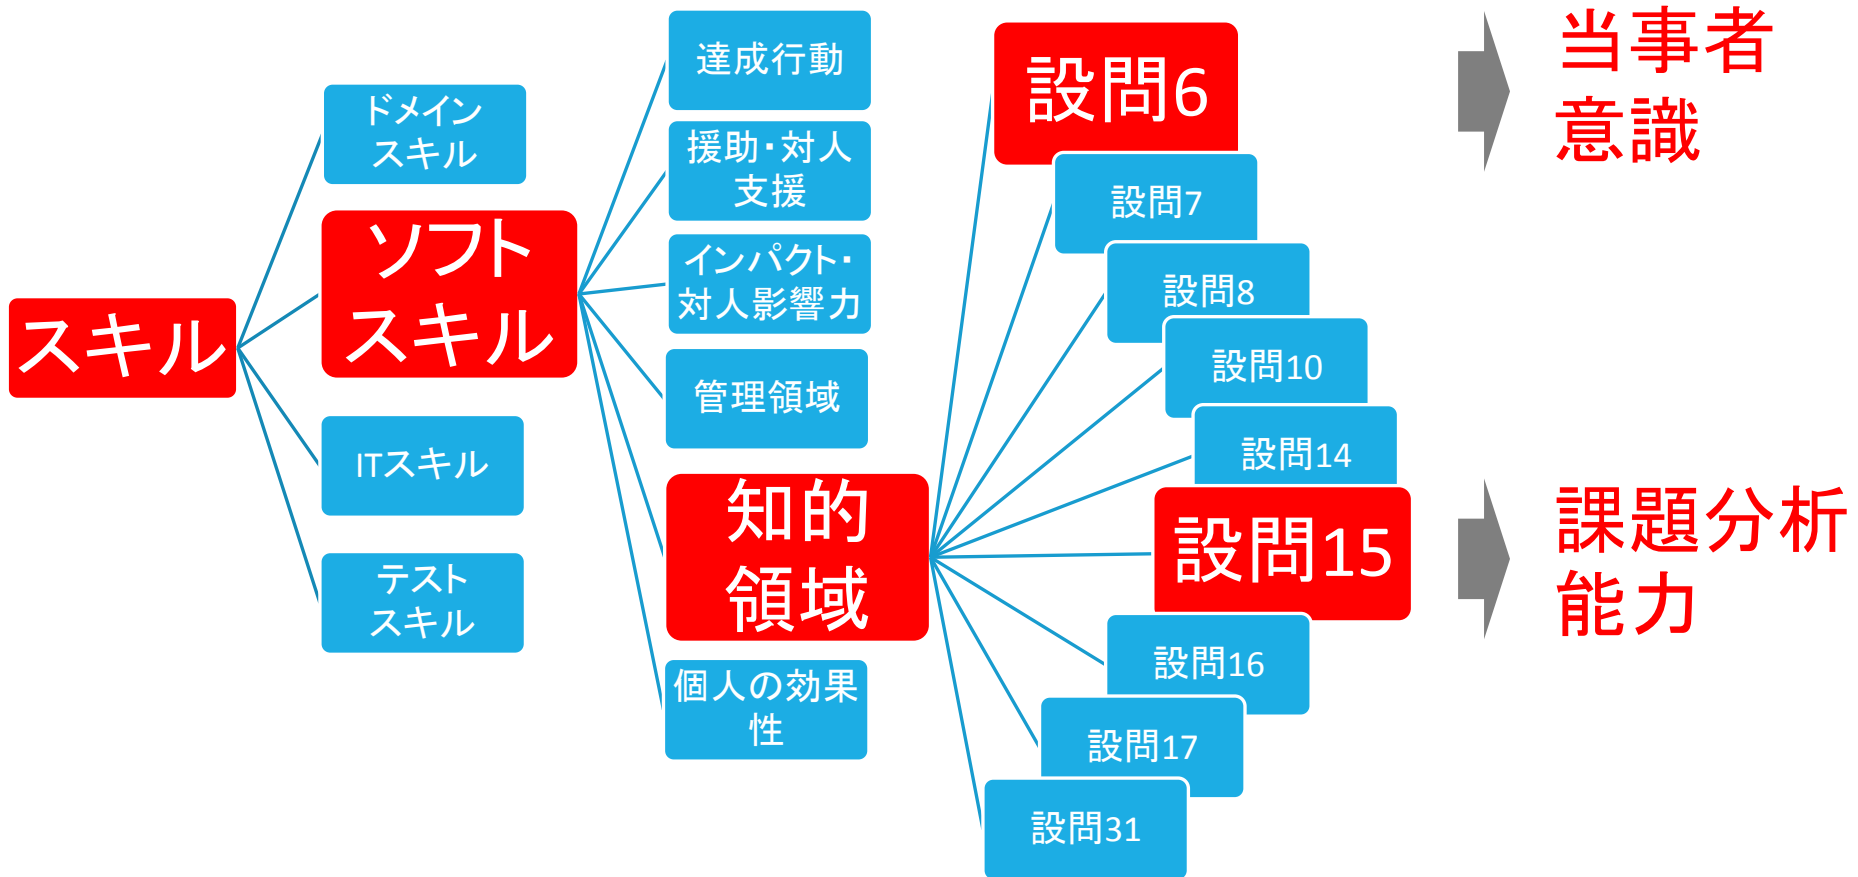 スキル
ドメイン
スキル
ソフト
スキル
ITスキル
テスト
スキル
達成行動
援助・対人
支援
インパクト・
対人影響力
管理領域
知的
領域
個人の効果
性
設問6
設問7
設問8
設問10
設問14
設問15
設問16
設問17
設問31
当事者
意識
課題分析
能力